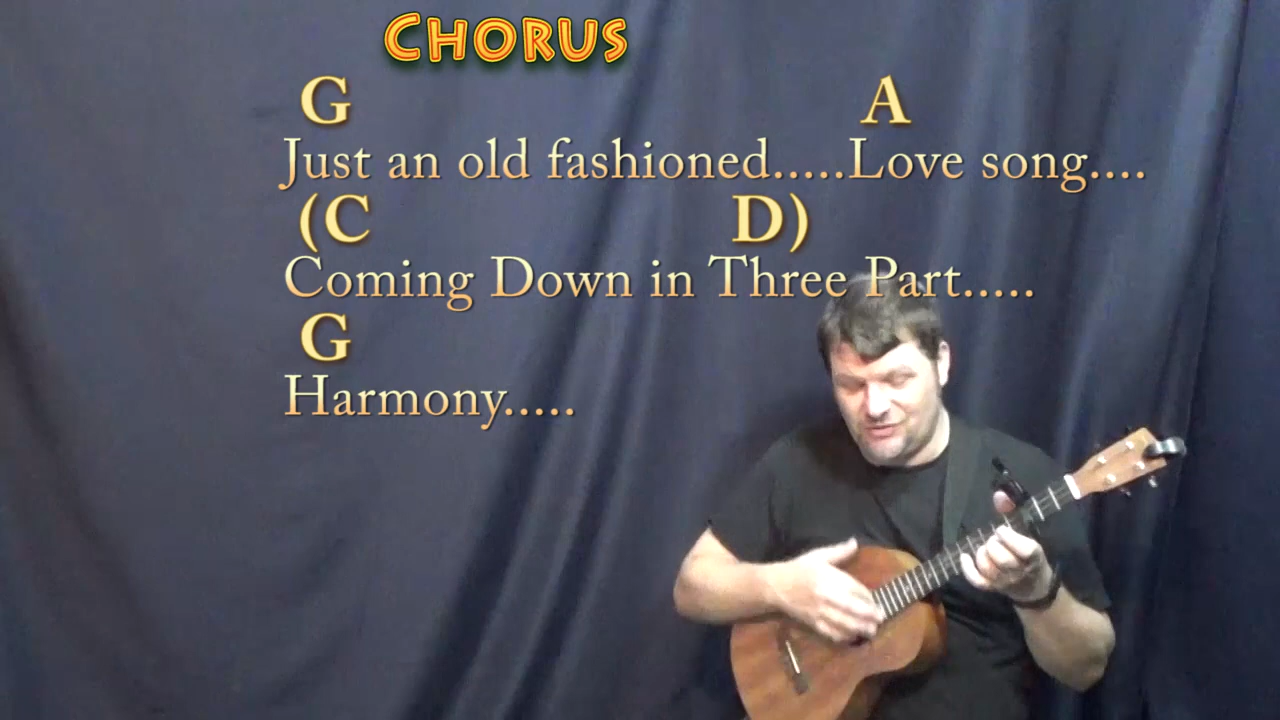 CHORUS
G A
Just an old fashioned.....Love song....
(C D)
Coming Down in Three Part.....
G
Harmony.....